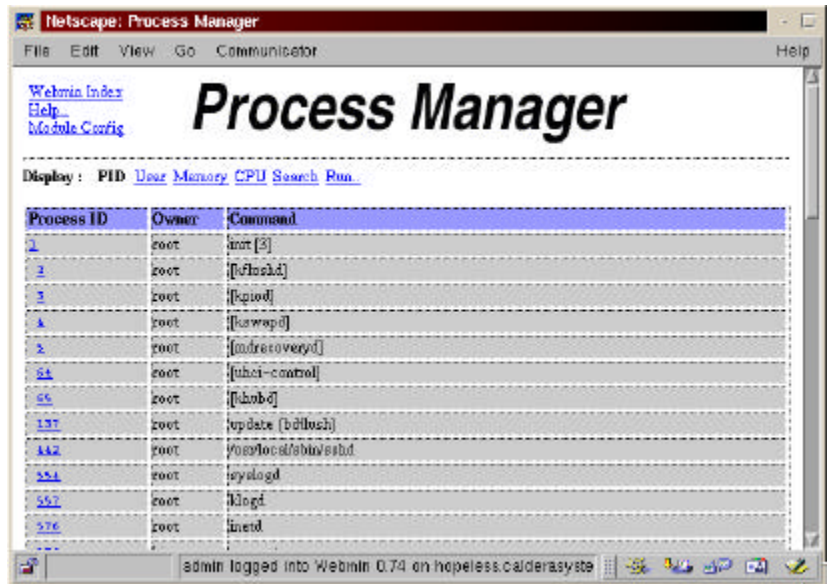 Netscape: Process Manager
File Edit View Go Communicator Help
Webmin Index
Help..
Module Config
Process Manager
Display : PID User Memory CPU Search Run..
Process ID Owner Command
1 root init [3]
2 root [kflushd]
3 root [kpiod]
4 root [kswapd]
5 root [mdrecoveryd]
64 root [uhci-control]
65 root [khubd]
137 root update (bdflush)
442 root /usr/local/sbin/sshd
554 root syslogd
557 root klogd
576 root inetd
admin logged into Webmin 0.74 on hopeless.calderasyste